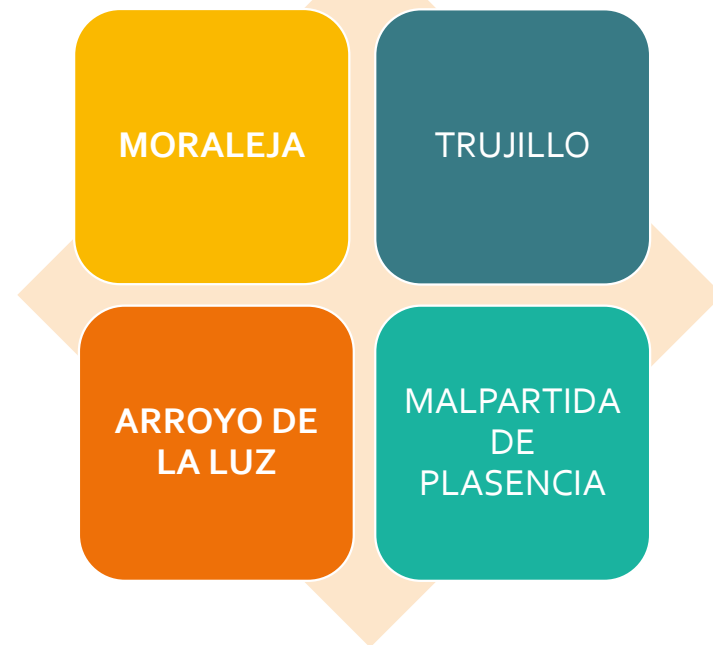 MORALEJA
TRUJILLO
ARROYO DE
LA LUZ
MALPARTIDA
DE
PLASENCIA